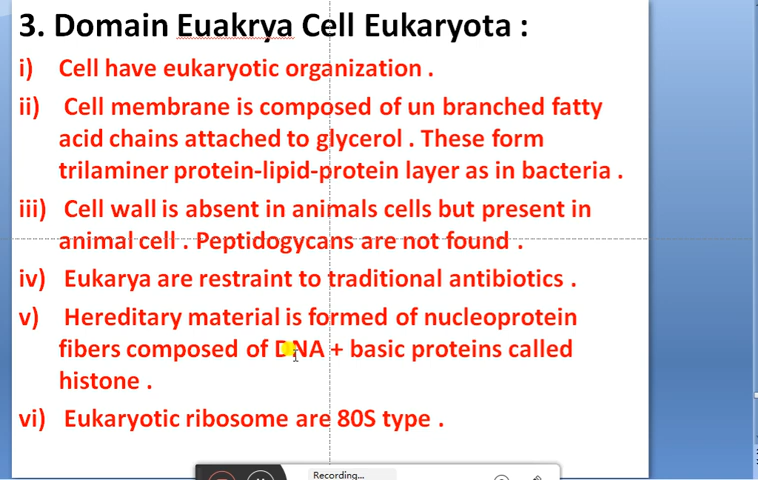 3. Domain Euakrya Cell Eukaryota :
i) Cell have eukaryotic organization .
ii) Cell membrane is composed of un branched fatty
acid chains attached to glycerol . These form
trilaminer protein-lipid-protein layer as in bacteria .
iii) Cell wall is absent in animals cells but present in
animal cell . Peptidogycans are not found .
iv) Eukarya are restraint to traditional antibiotics .
v) Hereditary material is formed of nucleoprotein
fibers composed of DNA + basic proteins called
histone .
vi) Eukaryotic ribosome are 80S type .
Recording...